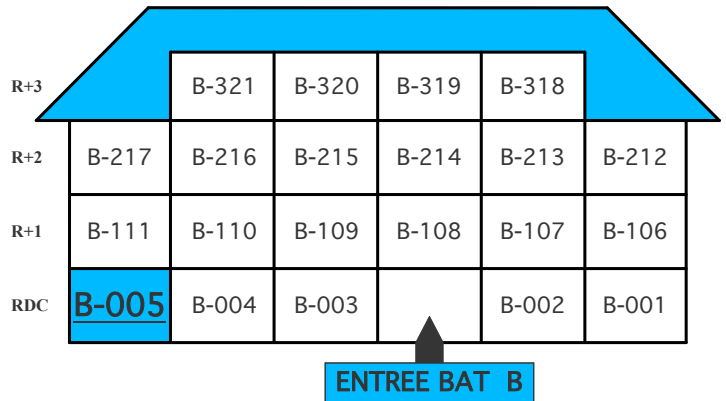 R+3 B-321 B-320 B-319 B-318
R+2 B-217 B-216 B-215 B-214 B-213 B-212
R+1 B-111 B-110 B-109 B-108 B-107 B-106
RDC B-005 B-004 B-003 B-002 B-001
ENTREE BAT B